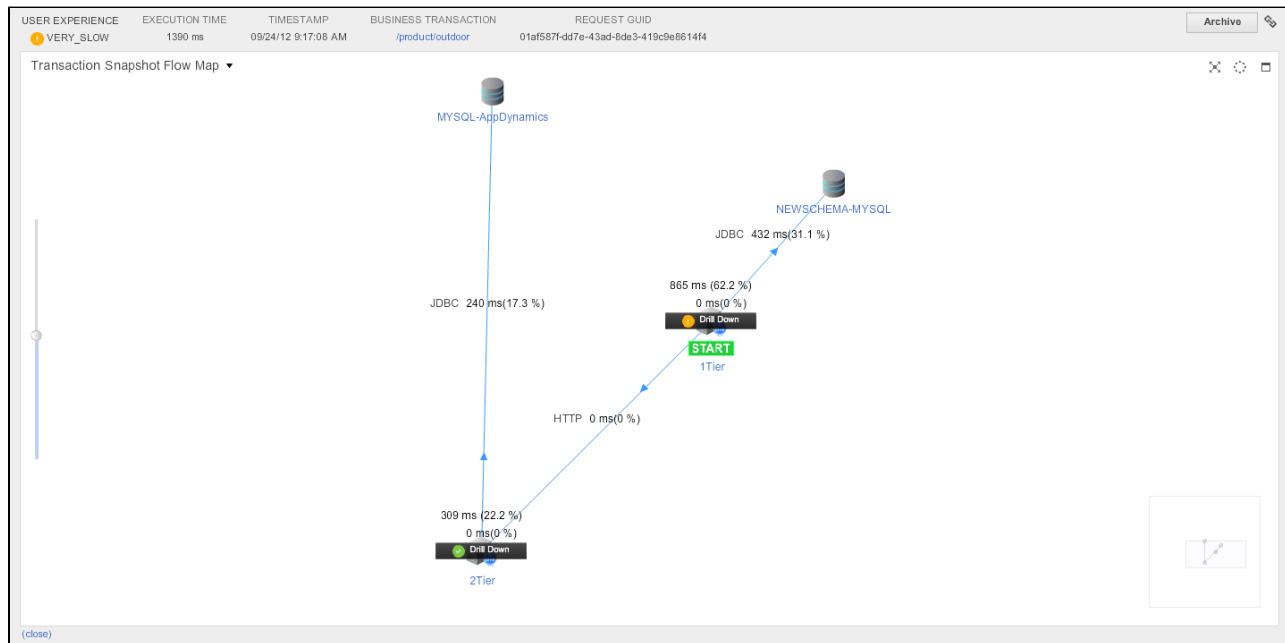 USER EXPERIENCE EXECUTION TIME TIMESTAMP BUSINESS TRANSACTION REQUEST GUID
VERY_SLOW 1390 ms 09/24/12 9:17:08 AM /product/outdoor 01af587f-dd7e-43ad-8de3-419c9e8614f4
Archive
Transaction Snapshot Flow Map
MYSQL-AppDynamics
NEWSCHEMA-MYSQL
JDBC 432 ms(31.1 %)
865 ms (62.2 %)
JDBC 240 ms(17.3 %)
0 ms(0 %)
Drill Down
START
1Tier
HTTP 0 ms(0 %)
309 ms (22.2 %)
0 ms(0 %)
Drill Down
2Tier
(close)